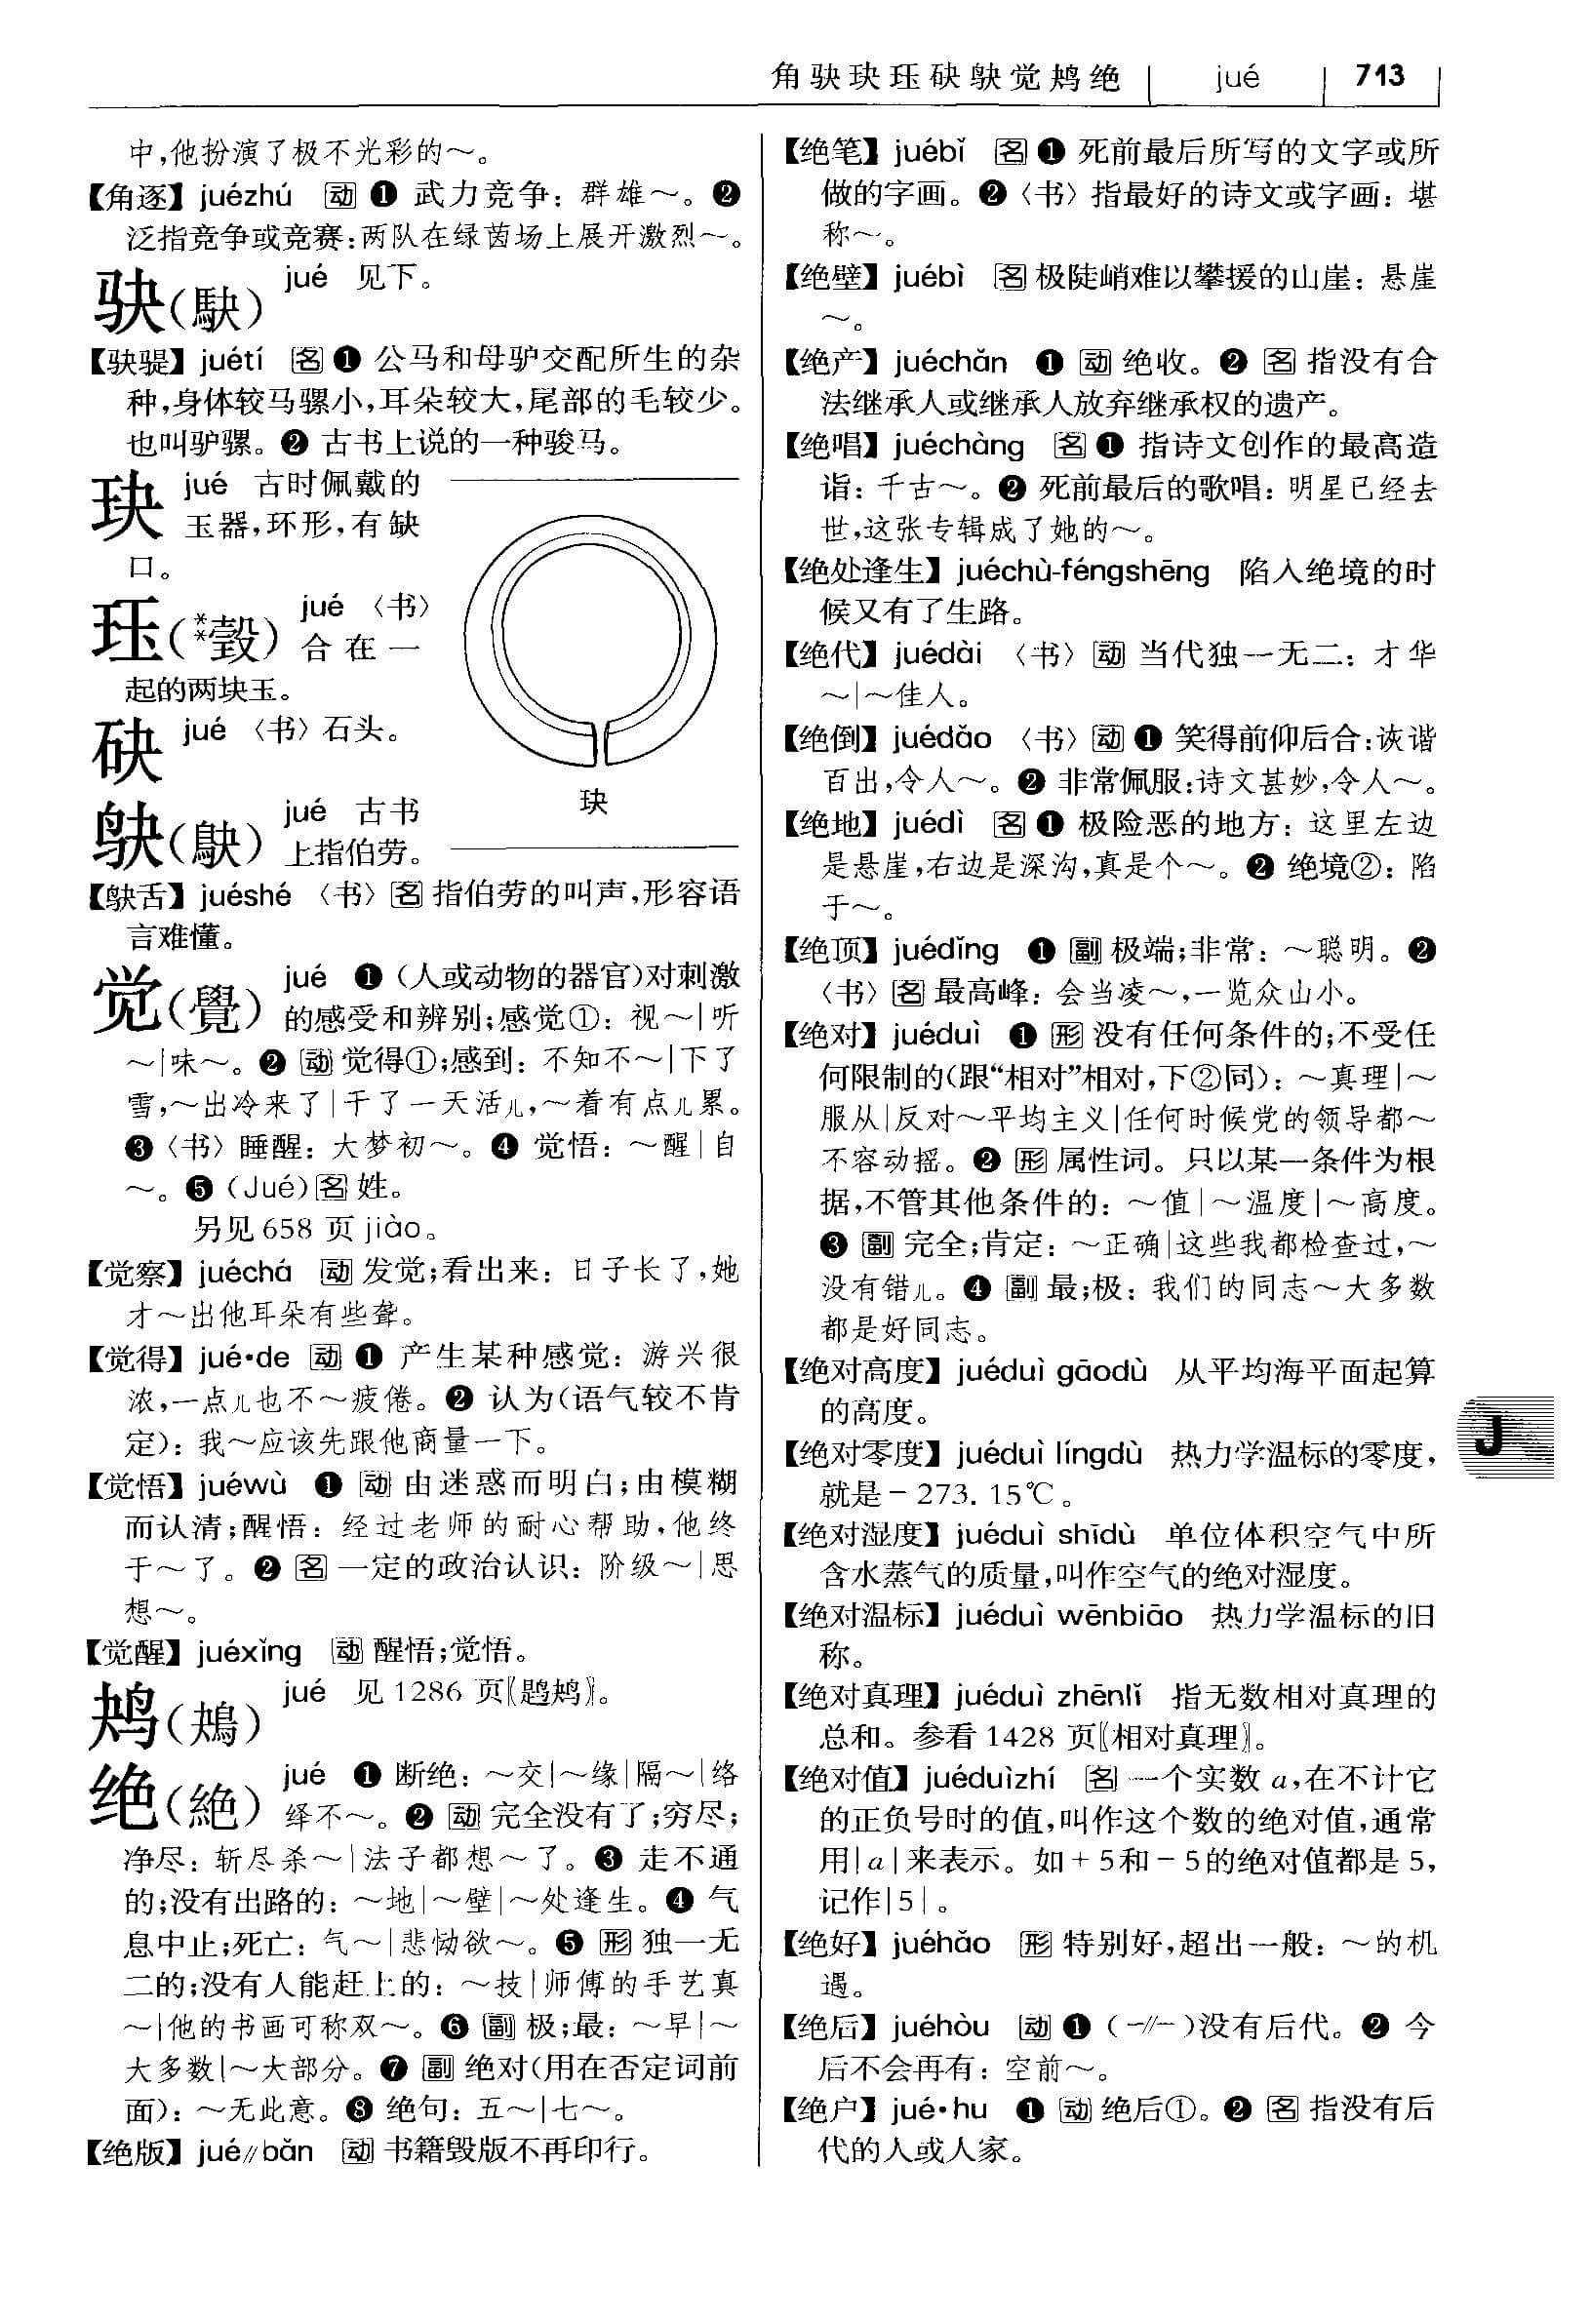 角 𫘝 玦 珏 砄 𫛞 觉 鴂 绝 jué 713
中,他扮演了极不光彩的～。
【角逐】 juézhú 动 ❶ 武力竞争：群雄～。❷
泛指竞争或竞赛：两队在绿茵场上展开激烈～。
𫘝(駃) jué 见下。
【𫘝騠】 juétí 名 ❶ 公马和母驴交配所生的杂
种,身体较马骡小,耳朵较大,尾部的毛较少。
也叫驴骡。❷ 古书上说的一种骏马。
玦 jué 古时佩戴的
玉器,环形,有缺
口。
珏(**瑴) jué 〈书〉
合在一
起的两块玉。
砄 jué 〈书〉石头。
𫛞(鴃) jué 古书
上指伯劳。
玦
【𫛞舌】 juéshé 〈书〉名 指伯劳的叫声,形容语
言难懂。
觉(覺) jué ❶（人或动物的器官)对刺激
的感受和辨别;感觉①：视～|听
～|味～。❷ 动 觉得①;感到：不知不～|下了
雪,～出冷来了|干了一天活儿,～着有点儿累。
❸〈书〉睡醒：大梦初～。❹ 觉悟：～醒|自
～。❺（Jué)名 姓。
另见 658 页 jiào。
【觉察】 juéchá 动 发觉;看出来：日子长了,她
才～出他耳朵有些聋。
【觉得】 jué•de 动 ❶ 产生某种感觉：游兴很
浓,一点儿也不～疲倦。❷ 认为(语气较不肯
定)：我～应该先跟他商量一下。
【觉悟】 juéwù ❶ 动 由迷惑而明白;由模糊
而认清;醒悟：经过老师的耐心帮助,他终
于～了。❷ 名 一定的政治认识：阶级～|思
想～。
【觉醒】 juéxǐng 动 醒悟;觉悟。
鴂(鴂) jué 见 1286 页〖鹍鴂〗。
绝(絶) jué ❶ 断绝：～交|～缘|隔～|络
绎不～。❷ 动 完全没有了;穷尽;
净尽：斩尽杀～|法子都想～了。❸ 走不通
的;没有出路的：～地|～壁|～处逢生。❹ 气
息中止;死亡：气～|悲恸欲～。❺ 形 独一无
二的;没有人能赶上的：～技|师傅的手艺真
～|他的书画可称双～。❻ 副 极;最：～早|～
大多数|～大部分。❼ 副 绝对(用在否定词前
面)：～无此意。❽ 绝句：五～|七～。
【绝版】 jué//bǎn 动 书籍毁版不再印行。
【绝笔】 juébǐ 名 ❶ 死前最后所写的文字或所
做的字画。❷〈书〉指最好的诗文或字画：堪
称～。
【绝壁】 juébì 名 极陡峭难以攀援的山崖：悬崖
～。
【绝产】 juéchǎn ❶ 动 绝收。❷ 名 指没有合
法继承人或继承人放弃继承权的遗产。
【绝唱】 juéchàng 名 ❶ 指诗文创作的最高造
诣：千古～。❷ 死前最后的歌唱：明星已经去
世,这张专辑成了她的～。
【绝处逢生】 juéchù-féngshēng 陷入绝境的时
候又有了生路。
【绝代】 juédài 〈书〉动 当代独一无二：才华
～|～佳人。
【绝倒】 juédǎo 〈书〉动 ❶ 笑得前仰后合：诙谐
百出,令人～。❷ 非常佩服：诗文甚妙,令人～。
【绝地】 juédì 名 ❶ 极险恶的地方：这里左边
是悬崖,右边是深沟,真是个～。❷ 绝境②：陷
于～。
【绝顶】 juédǐng ❶ 副 极端;非常：～聪明。❷
〈书〉名 最高峰：会当凌～,一览众山小。
【绝对】 juéduì ❶ 形 没有任何条件的;不受任
何限制的(跟“相对”相对,下②同)：～真理|～
服从|反对～平均主义|任何时候党的领导都～
不容动摇。❷ 形 属性词。只以某一条件为根
据,不管其他条件的：～值|～温度|～高度。
❸ 副 完全;肯定：～正确|这些我都检查过,～
没有错儿。❹ 副 最;极：我们的同志～大多数
都是好同志。
【绝对高度】 juéduì gāodù 从平均海平面起算
的高度。
【绝对零度】 juéduì língdù 热力学温标的零度,
就是－273.15℃。
【绝对湿度】 juéduì shīdù 单位体积空气中所
含水蒸气的质量,叫作空气的绝对湿度。
【绝对温标】 juéduì wēnbiāo 热力学温标的旧
称。
【绝对真理】 juéduì zhēnlǐ 指无数相对真理的
总和。参看 1428 页〖相对真理〗。
【绝对值】 juéduìzhí 名 一个实数 a,在不计它
的正负号时的值,叫作这个数的绝对值,通常
用|a|来表示。如＋5和－5的绝对值都是 5,
记作|5|。
【绝好】 juéhǎo 形 特别好,超出一般：～的机
遇。
【绝后】 juéhòu 动 ❶（－//－)没有后代。❷ 今
后不会再有：空前～。
【绝户】 jué•hu ❶ 动 绝后①。❷ 名 指没有后
代的人或人家。
J